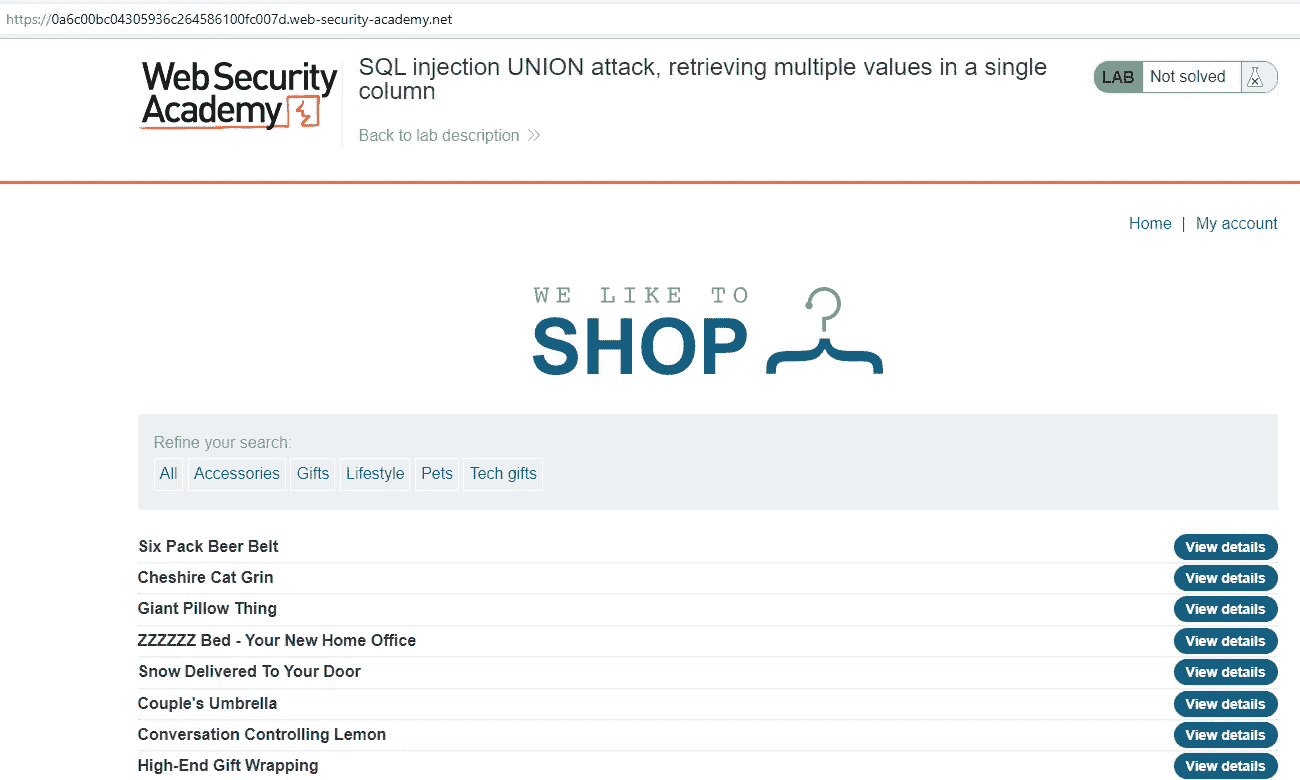 https://0a6c00bc04305936c264586100fc007d.web-security-academy.net
Web Security
Academy
SQL injection UNION attack, retrieving multiple values in a single
column
Back to lab description
LAB Not solved
Home | My account
WE LIKE TO
SHOP
Refine your search:
All Accessories Gifts Lifestyle Pets Tech gifts
Six Pack Beer Belt View details
Cheshire Cat Grin View details
Giant Pillow Thing View details
ZZZZZZ Bed - Your New Home Office View details
Snow Delivered To Your Door View details
Couple's Umbrella View details
Conversation Controlling Lemon View details
High-End Gift Wrapping View details